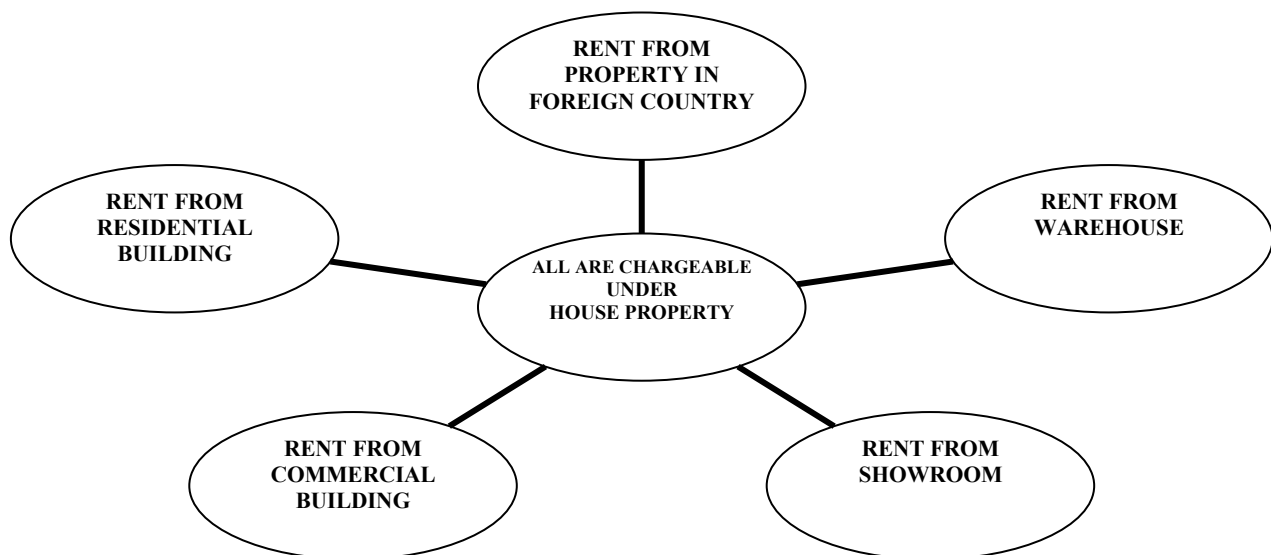 RENT FROM
PROPERTY IN
FOREIGN COUNTRY
RENT FROM
RESIDENTIAL
BUILDING
RENT FROM
WAREHOUSE
ALL ARE CHARGEABLE
UNDER
HOUSE PROPERTY
RENT FROM
COMMERCIAL
BUILDING
RENT FROM
SHOWROOM